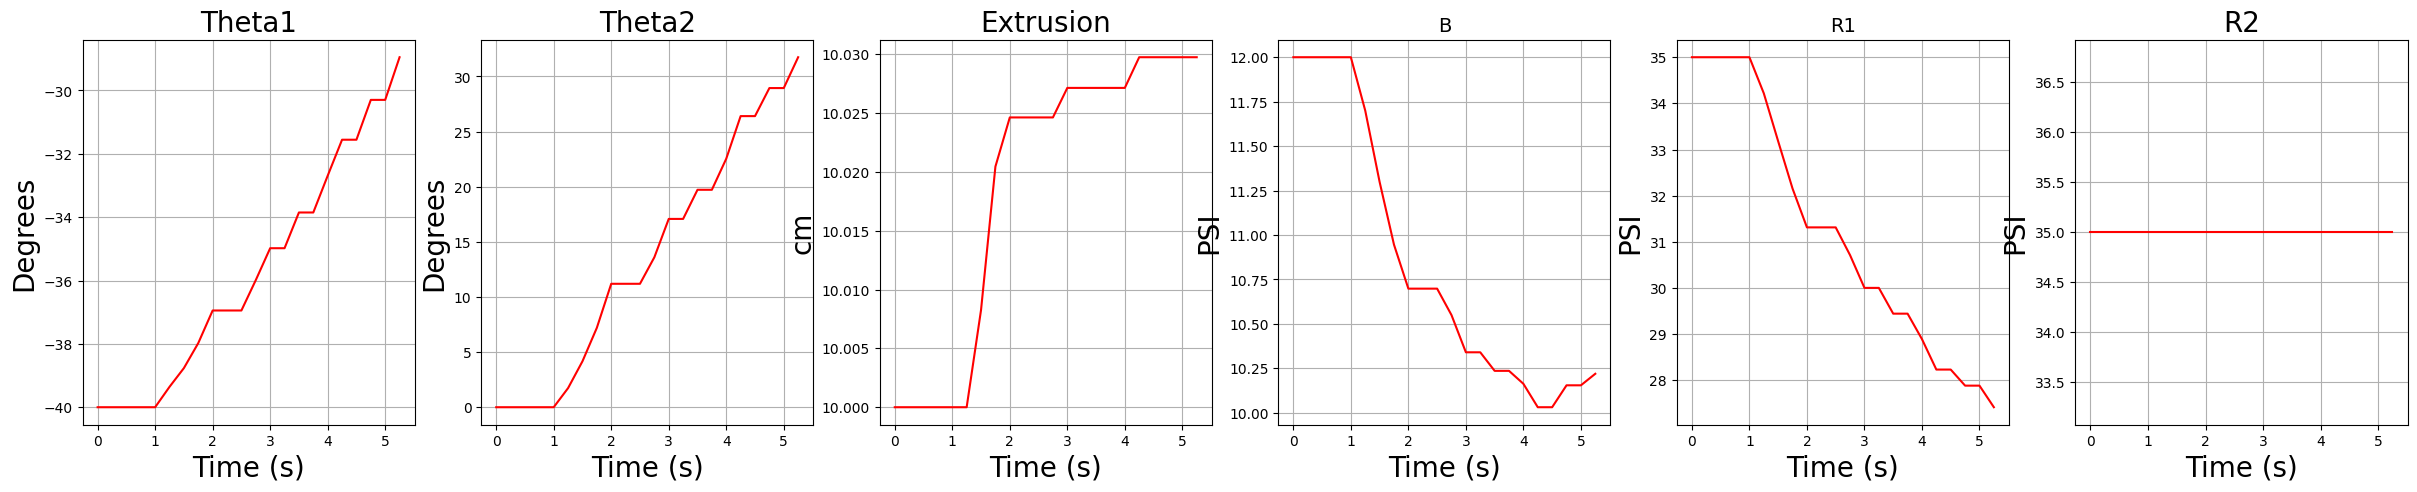 Theta1
Degrees
−30
−32
−34
−36
−38
−40
0 1 2 3 4 5
Time (s)
Theta2
Degrees
30
25
20
15
10
5
0
0 1 2 3 4 5
Time (s)
Extrusion
cm
10.030
10.025
10.020
10.015
10.010
10.005
10.000
0 1 2 3 4 5
Time (s)
B
PSI
12.00
11.75
11.50
11.25
11.00
10.75
10.50
10.25
10.00
0 1 2 3 4 5
Time (s)
R1
PSI
35
34
33
32
31
30
29
28
0 1 2 3 4 5
Time (s)
R2
PSI
36.5
36.0
35.5
35.0
34.5
34.0
33.5
0 1 2 3 4 5
Time (s)